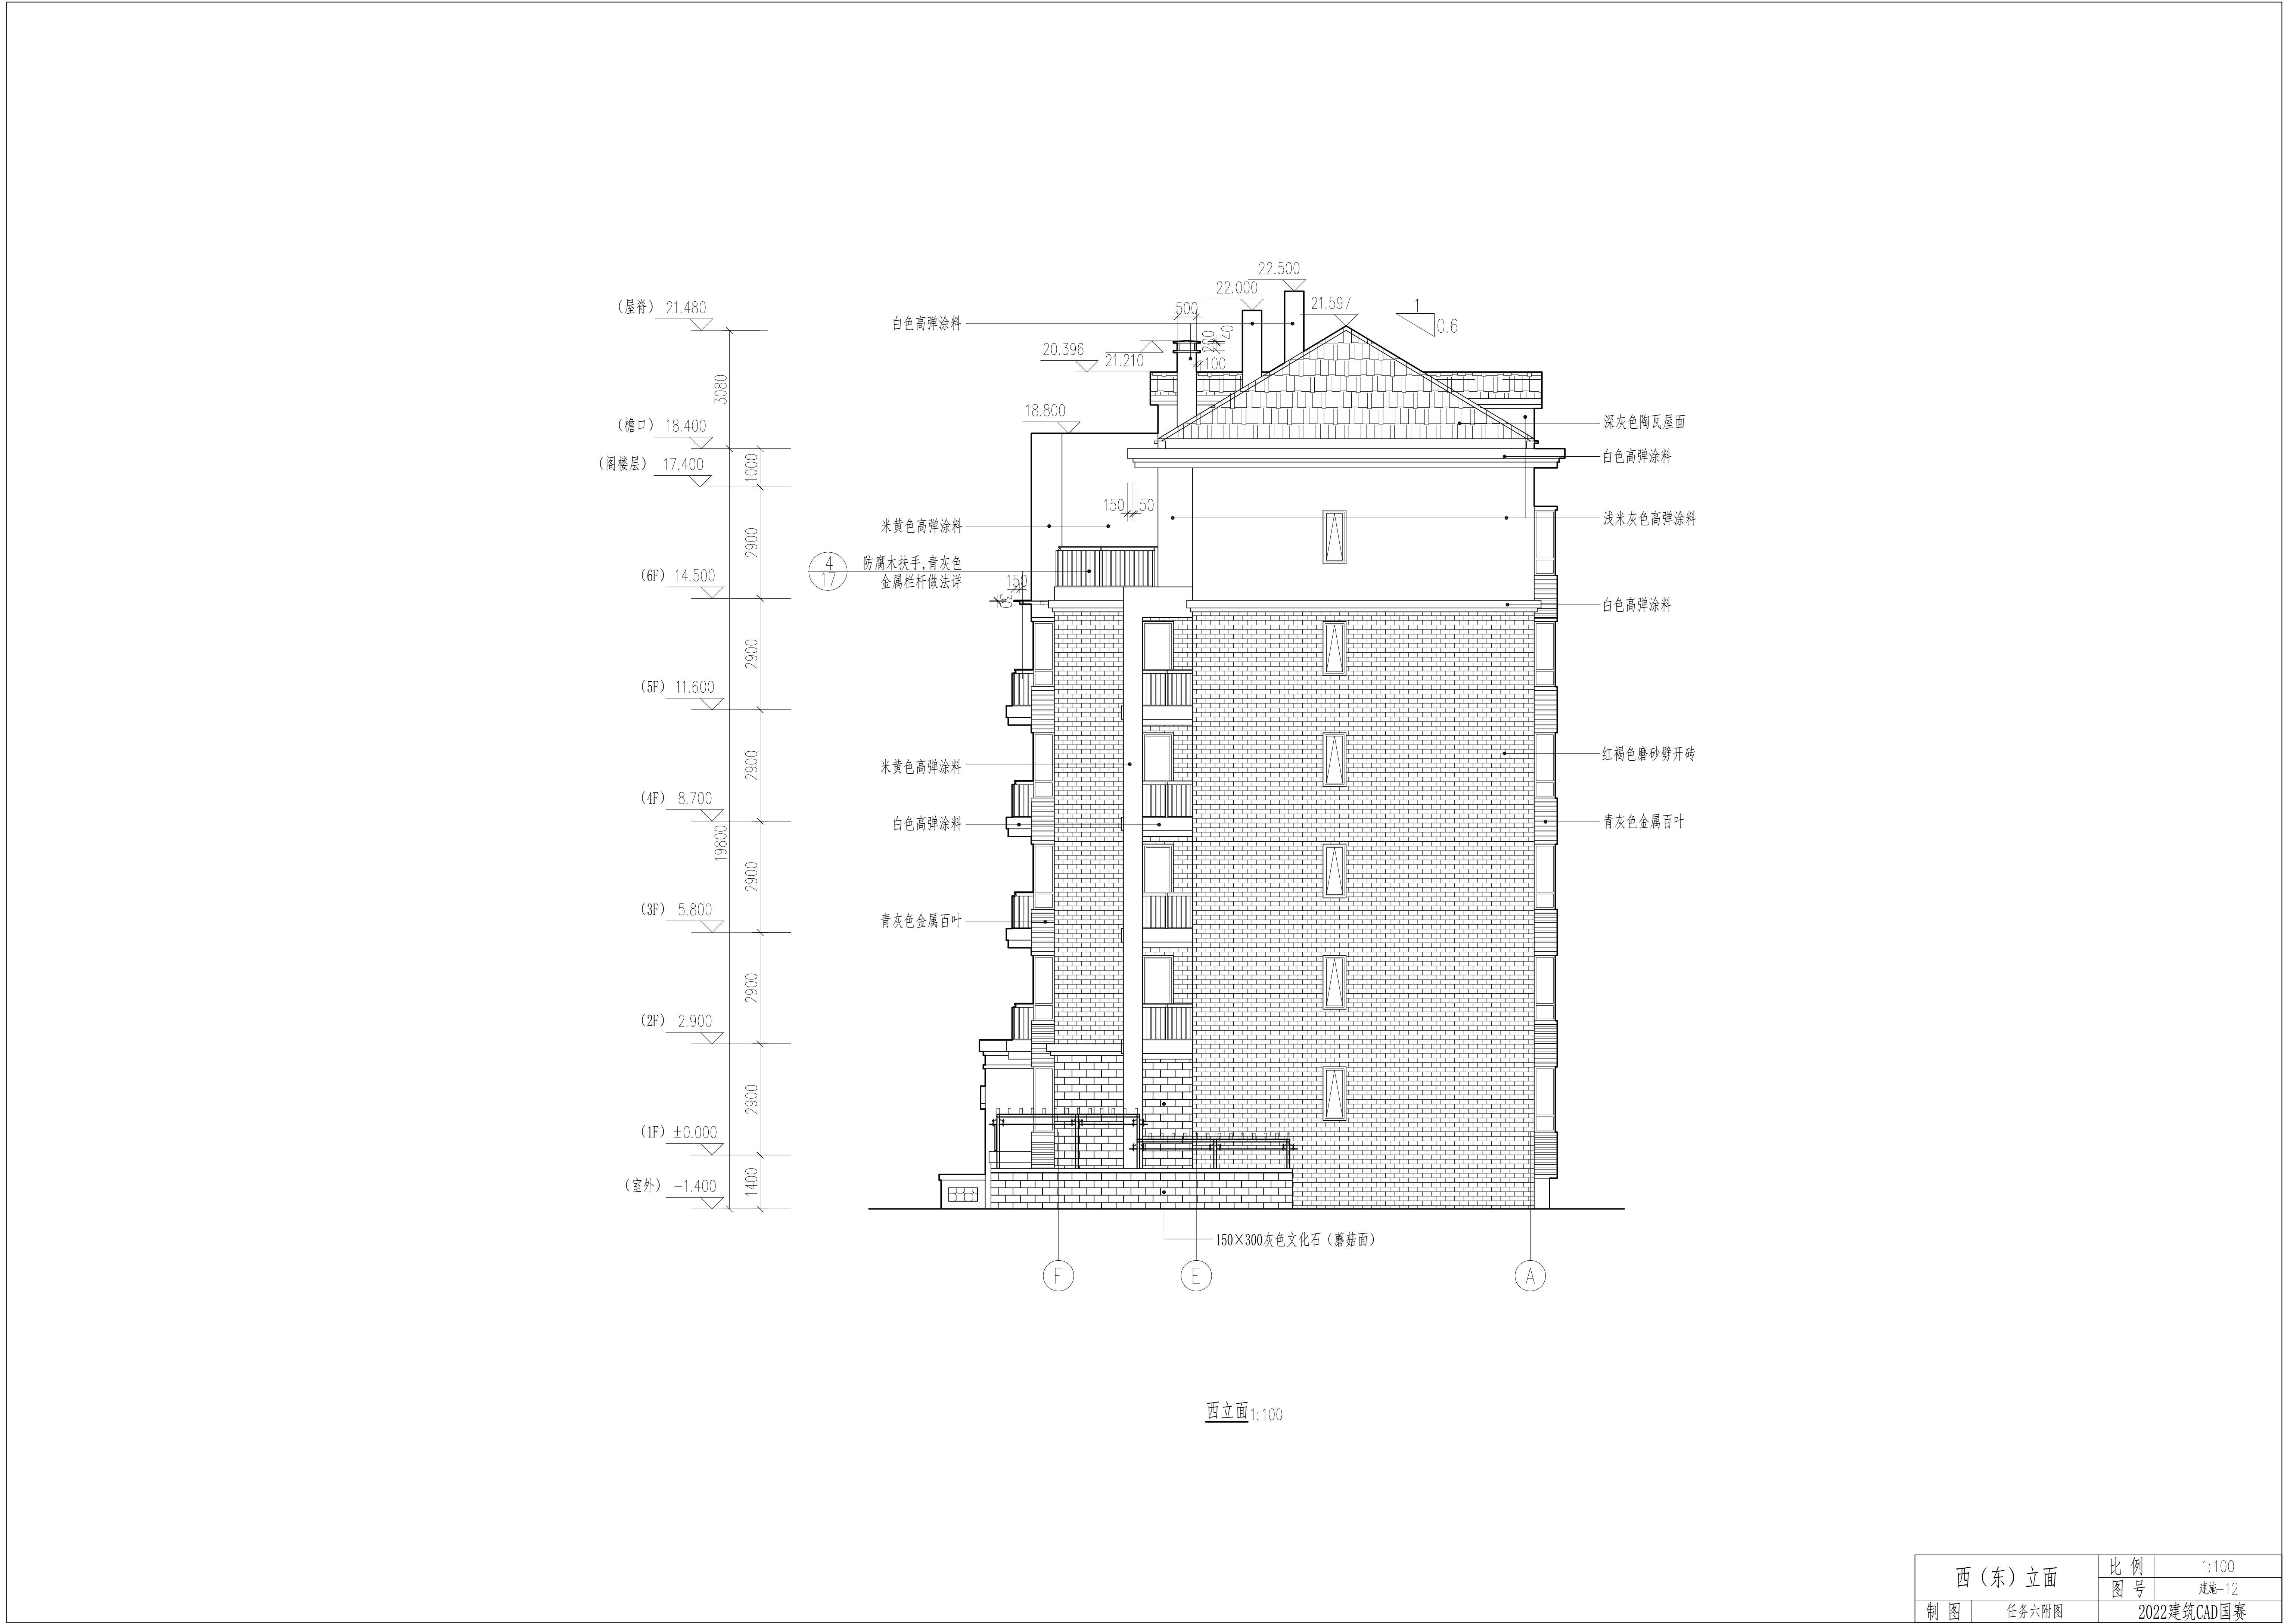 22.500
22.000
（屋脊） 21.480
500
21.597
1
0.6
白色高弹涂料
200
40
20.396
21.210
100
3080
18.800
（檐口） 18.400
深灰色陶瓦屋面
白色高弹涂料
（阁楼层） 17.400
1000
150
50
米黄色高弹涂料
浅米灰色高弹涂料
2900
4
17
防腐木扶手,青灰色
金属栏杆做法详
（6F） 14.500
150
30
白色高弹涂料
2900
（5F） 11.600
2900
米黄色高弹涂料
红褐色磨砂劈开砖
（4F） 8.700
白色高弹涂料
青灰色金属百叶
19800
2900
（3F） 5.800
青灰色金属百叶
2900
（2F） 2.900
2900
（1F） ±0.000
1400
（室外） -1.400
150×300灰色文化石（蘑菇面）
F
E
A
西立面 1:100
西（东）立面
比 例
1:100
图 号
建施-12
制 图
任务六附图
2022建筑CAD国赛